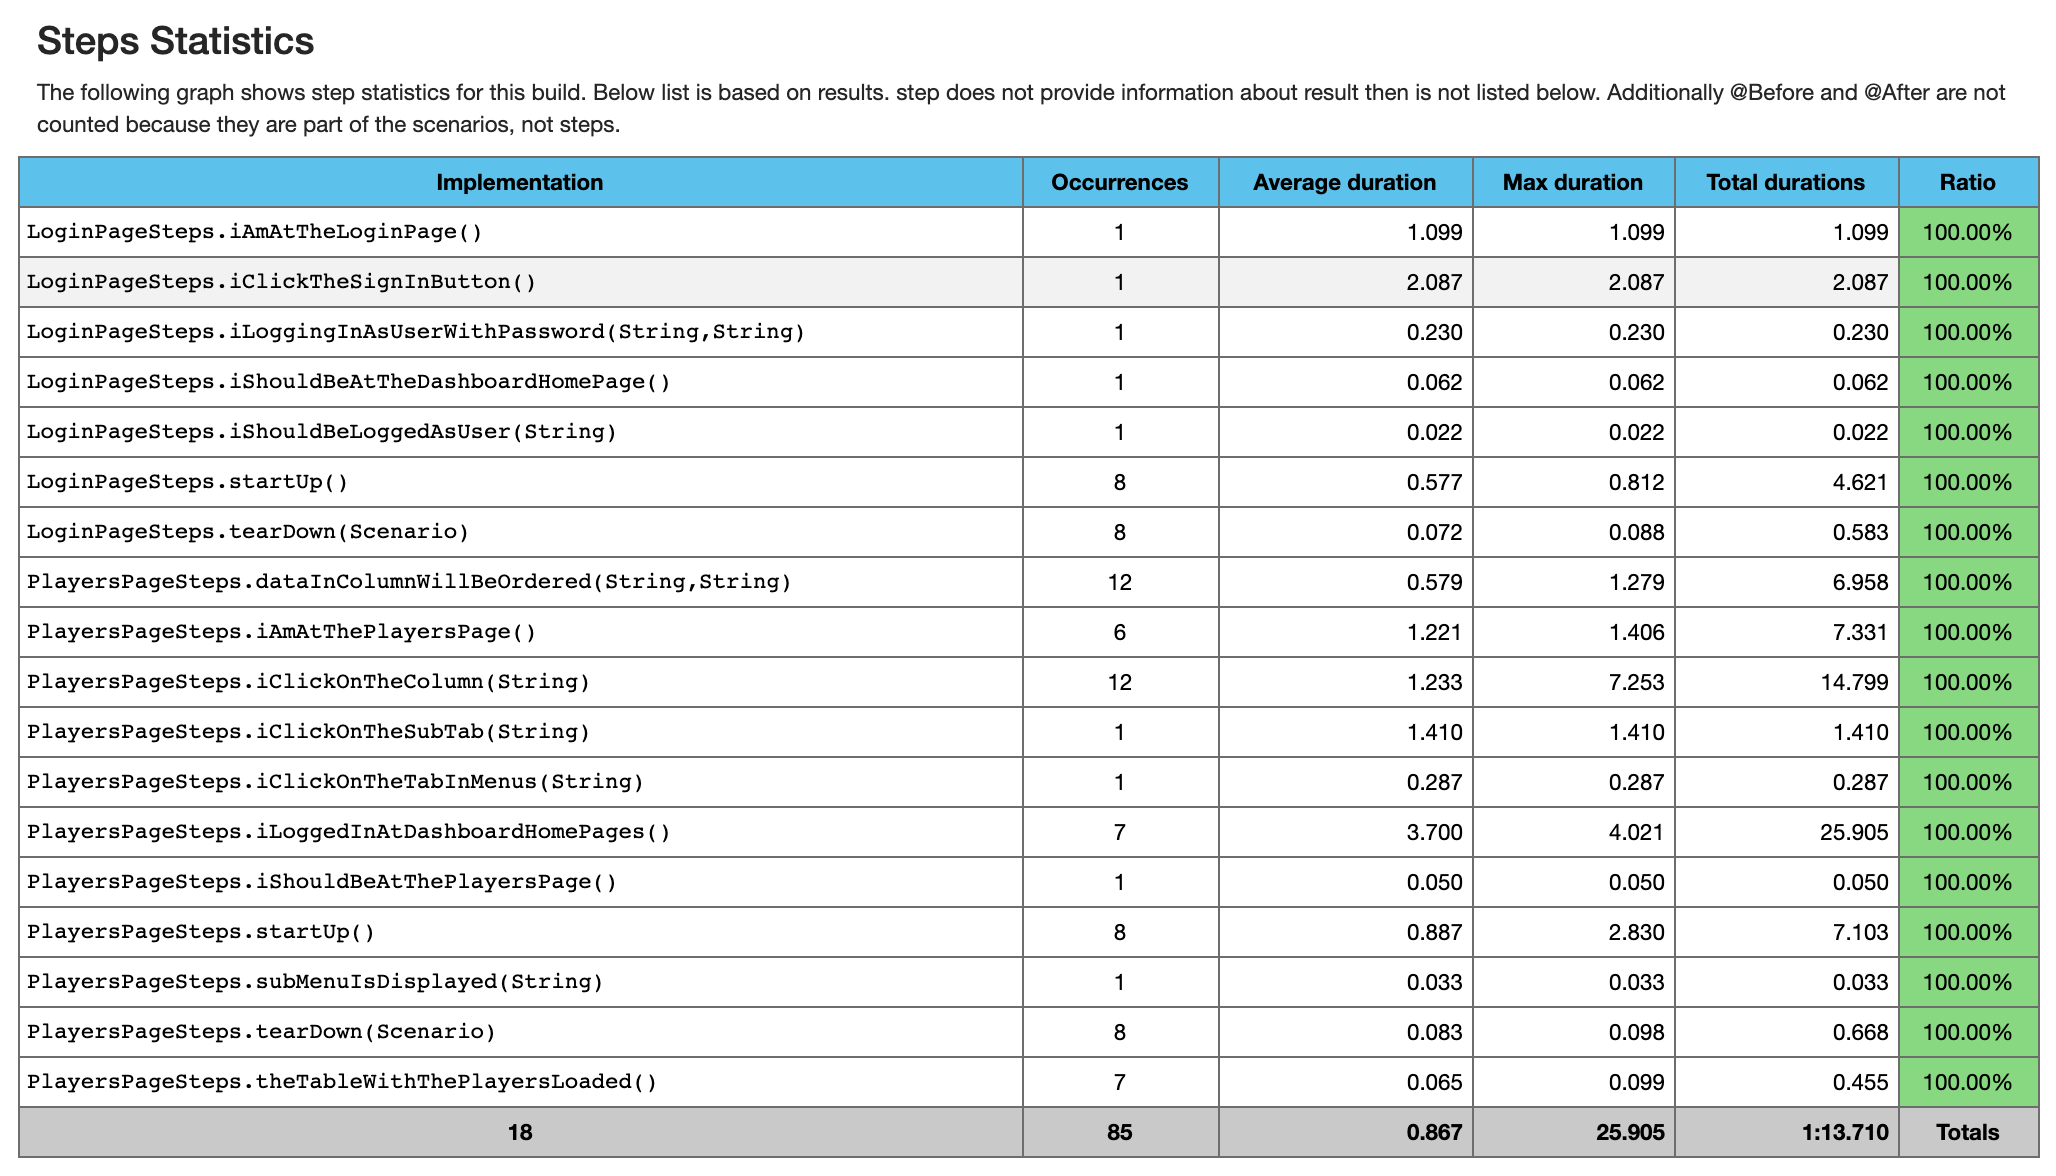 Steps Statistics
The following graph shows step statistics for this build. Below list is based on results. step does not provide information about result then is not listed below. Additionally @Before and @After are not
counted because they are part of the scenarios, not steps.
Implementation Occurrences Average duration Max duration Total durations Ratio
LoginPageSteps.iAmAtTheLoginPage() 1 1.099 1.099 1.099 100.00%
LoginPageSteps.iClickTheSignInButton() 1 2.087 2.087 2.087 100.00%
LoginPageSteps.iLoggingInAsUserWithPassword(String,String) 1 0.230 0.230 0.230 100.00%
LoginPageSteps.iShouldBeAtTheDashboardHomePage() 1 0.062 0.062 0.062 100.00%
LoginPageSteps.iShouldBeLoggedAsUser(String) 1 0.022 0.022 0.022 100.00%
LoginPageSteps.startUp() 8 0.577 0.812 4.621 100.00%
LoginPageSteps.tearDown(Scenario) 8 0.072 0.088 0.583 100.00%
PlayersPageSteps.dataInColumnWillBeOrdered(String,String) 12 0.579 1.279 6.958 100.00%
PlayersPageSteps.iAmAtThePlayersPage() 6 1.221 1.406 7.331 100.00%
PlayersPageSteps.iClickOnTheColumn(String) 12 1.233 7.253 14.799 100.00%
PlayersPageSteps.iClickOnTheSubTab(String) 1 1.410 1.410 1.410 100.00%
PlayersPageSteps.iClickOnTheTabInMenus(String) 1 0.287 0.287 0.287 100.00%
PlayersPageSteps.iLoggedInAtDashboardHomePages() 7 3.700 4.021 25.905 100.00%
PlayersPageSteps.iShouldBeAtThePlayersPage() 1 0.050 0.050 0.050 100.00%
PlayersPageSteps.startUp() 8 0.887 2.830 7.103 100.00%
PlayersPageSteps.subMenuIsDisplayed(String) 1 0.033 0.033 0.033 100.00%
PlayersPageSteps.tearDown(Scenario) 8 0.083 0.098 0.668 100.00%
PlayersPageSteps.theTableWithThePlayersLoaded() 7 0.065 0.099 0.455 100.00%
18 85 0.867 25.905 1:13.710 Totals